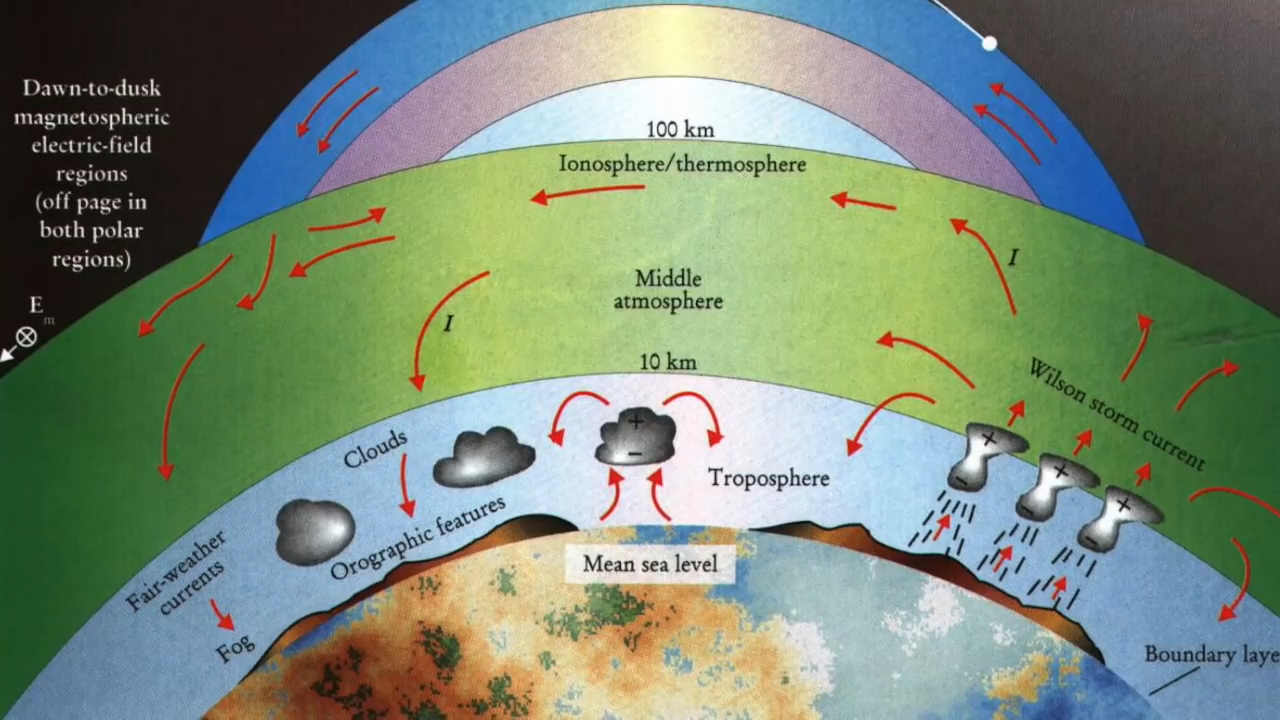 Dawn-to-dusk
magnetospheric
electric-field
regions
(off page in
both polar
regions)
E
m
100 km
Ionosphere/thermosphere
I
Middle
atmosphere
I
10 km
Wilson storm current
Clouds
+
−
Troposphere
+
−
+
−
+
−
Orographic features
Fair-weather
currents
Fog
Mean sea level
Boundary laye